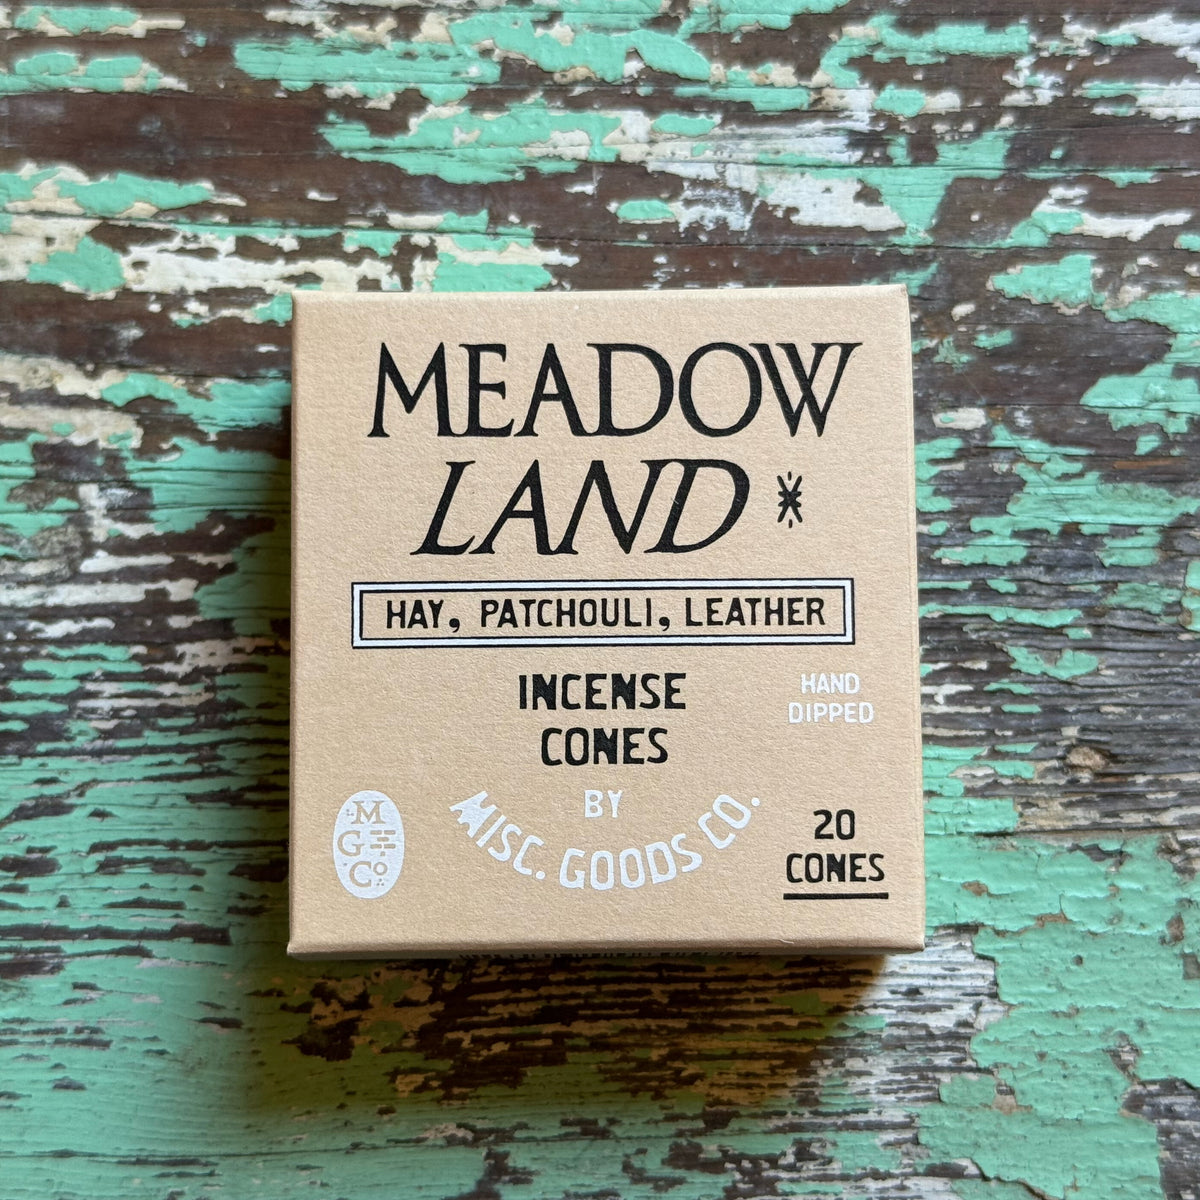 MEADOW
LAND
HAY, PATCHOULI, LEATHER
INCENSE
CONES
HAND
DIPPED
BY
MISC. GOODS CO.
M
G
Co
20
CONES